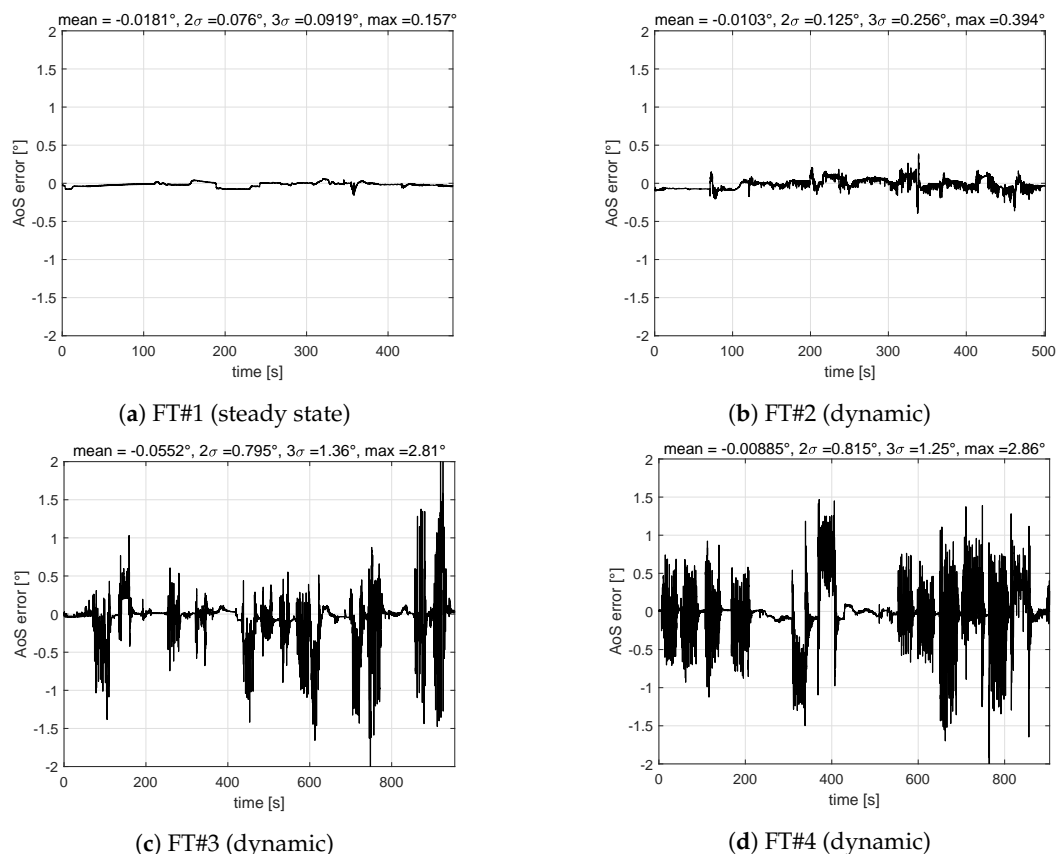 mean = -0.0181°, 2σ =0.076°, 3σ =0.0919°, max =0.157°
2
1.5
1
0.5
0
-0.5
-1
-1.5
-2
AoS error [°]
0 100 200 300 400
time [s]
(a) FT#1 (steady state)
mean = -0.0103°, 2σ =0.125°, 3σ =0.256°, max =0.394°
2
1.5
1
0.5
0
-0.5
-1
-1.5
-2
AoS error [°]
0 100 200 300 400 500
time [s]
(b) FT#2 (dynamic)
mean = -0.0552°, 2σ =0.795°, 3σ =1.36°, max =2.81°
2
1.5
1
0.5
0
-0.5
-1
-1.5
-2
AoS error [°]
0 200 400 600 800
time [s]
(c) FT#3 (dynamic)
mean = -0.00885°, 2σ =0.815°, 3σ =1.25°, max =2.86°
2
1.5
1
0.5
0
-0.5
-1
-1.5
-2
AoS error [°]
0 200 400 600 800
time [s]
(d) FT#4 (dynamic)